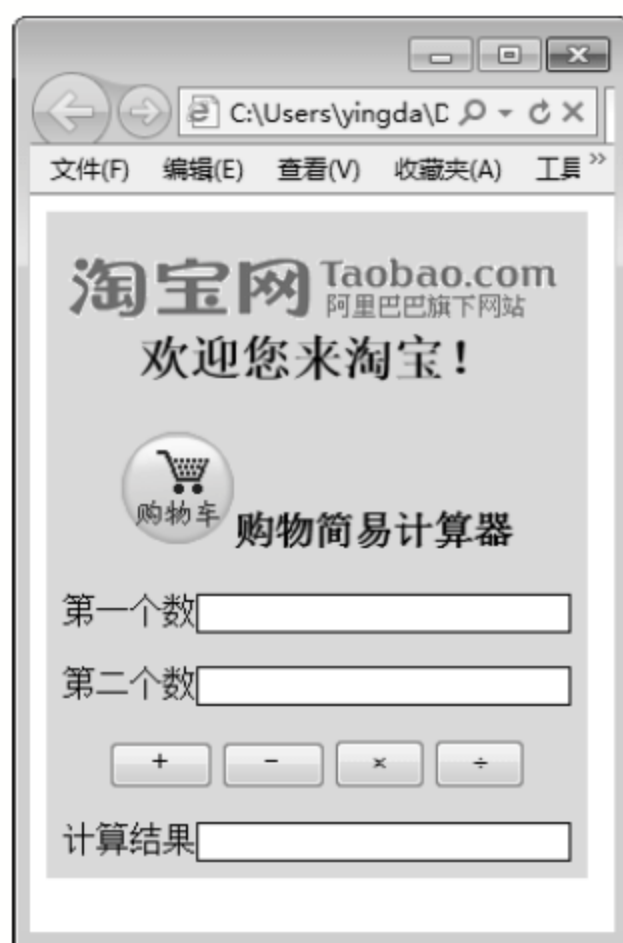 C:\Users\yingda\D
文件(F) 编辑(E) 查看(V) 收藏夹(A) 工具 »
淘宝网 Taobao.com
阿里巴巴旗下网站
欢迎您来淘宝！
购物车
购物简易计算器
第一个数
第二个数
+ - × ÷
计算结果